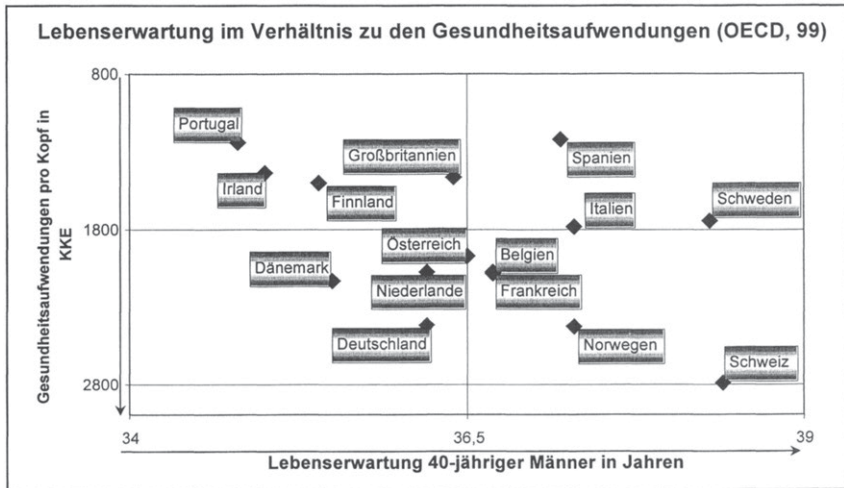 Lebenserwartung im Verhältnis zu den Gesundheitsaufwendungen (OECD, 99)
Gesundheitsaufwendungen pro Kopf in
KKE
800
1800
2800
Portugal
Irland
Finnland
Großbritannien
Spanien
Italien
Schweden
Österreich
Belgien
Dänemark
Niederlande
Frankreich
Deutschland
Norwegen
Schweiz
34
36,5
39
Lebenserwartung 40-jähriger Männer in Jahren